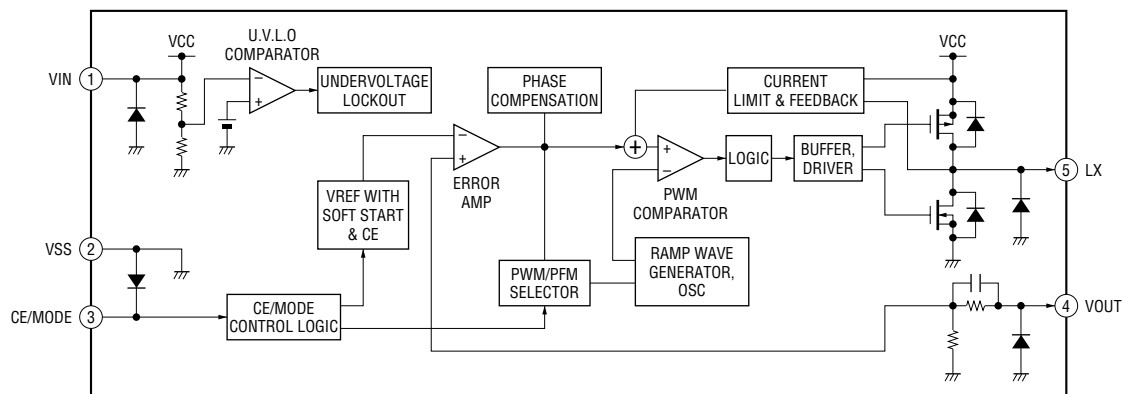 VIN 1
VCC
U.V.L.O
COMPARATOR
−
+
UNDERVOLTAGE
LOCKOUT
PHASE
COMPENSATION
CURRENT
LIMIT & FEEDBACK
VCC
−
+
ERROR
AMP
+
+
−
PWM
COMPARATOR
LOGIC
BUFFER,
DRIVER
5 LX
VREF WITH
SOFT START
& CE
VSS 2
PWM/PFM
SELECTOR
RAMP WAVE
GENERATOR,
OSC
CE/MODE 3
CE/MODE
CONTROL LOGIC
4 VOUT